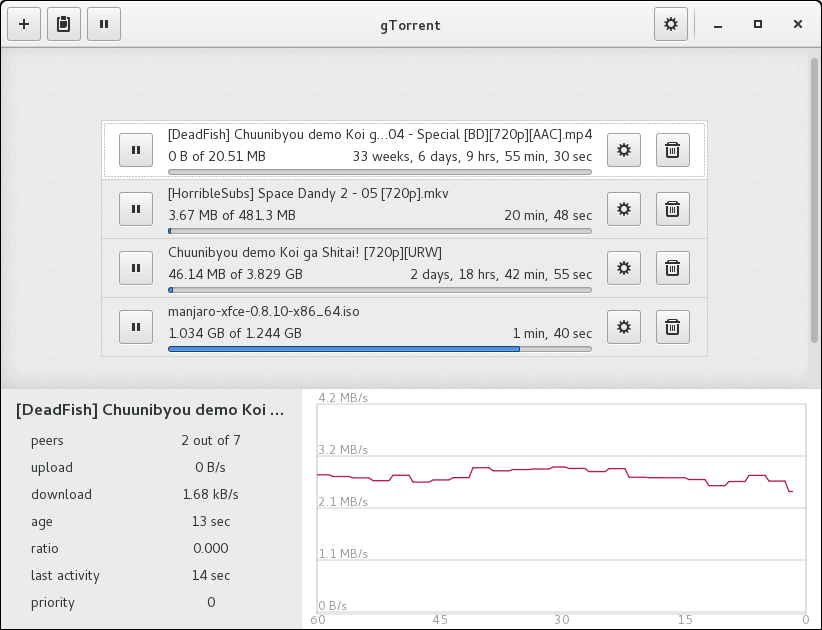 gTorrent
[DeadFish] Chuunibyou demo Koi g...04 - Special [BD][720p][AAC].mp4
0 B of 20.51 MB 33 weeks, 6 days, 9 hrs, 55 min, 30 sec
[HorribleSubs] Space Dandy 2 - 05 [720p].mkv
3.67 MB of 481.3 MB 20 min, 48 sec
Chuunibyou demo Koi ga Shitai! [720p][URW]
46.14 MB of 3.829 GB 2 days, 18 hrs, 42 min, 55 sec
manjaro-xfce-0.8.10-x86_64.iso
1.034 GB of 1.244 GB 1 min, 40 sec
[DeadFish] Chuunibyou demo Koi ...
peers 2 out of 7
upload 0 B/s
download 1.68 kB/s
age 13 sec
ratio 0.000
last activity 14 sec
priority 0
4.2 MB/s
3.2 MB/s
2.1 MB/s
1.1 MB/s
0 B/s
60 45 30 15 0